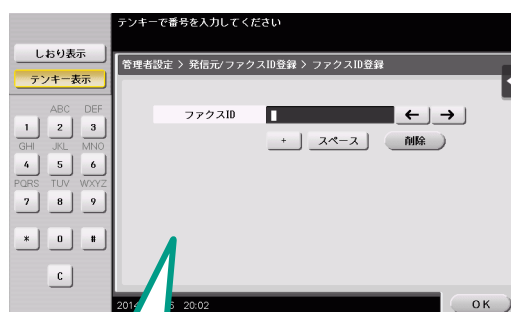 テンキーで番号を入力してください
しおり表示
管理者設定 > 発信元/ファクスID登録 > ファクスID登録
テンキー表示
ファクスID
← →
+ スペース 削除
ABC DEF
1 2 3
GHI JKL MNO
4 5 6
PQRS TUV WXYZ
7 8 9
* 0 #
C
2014 20:02
OK